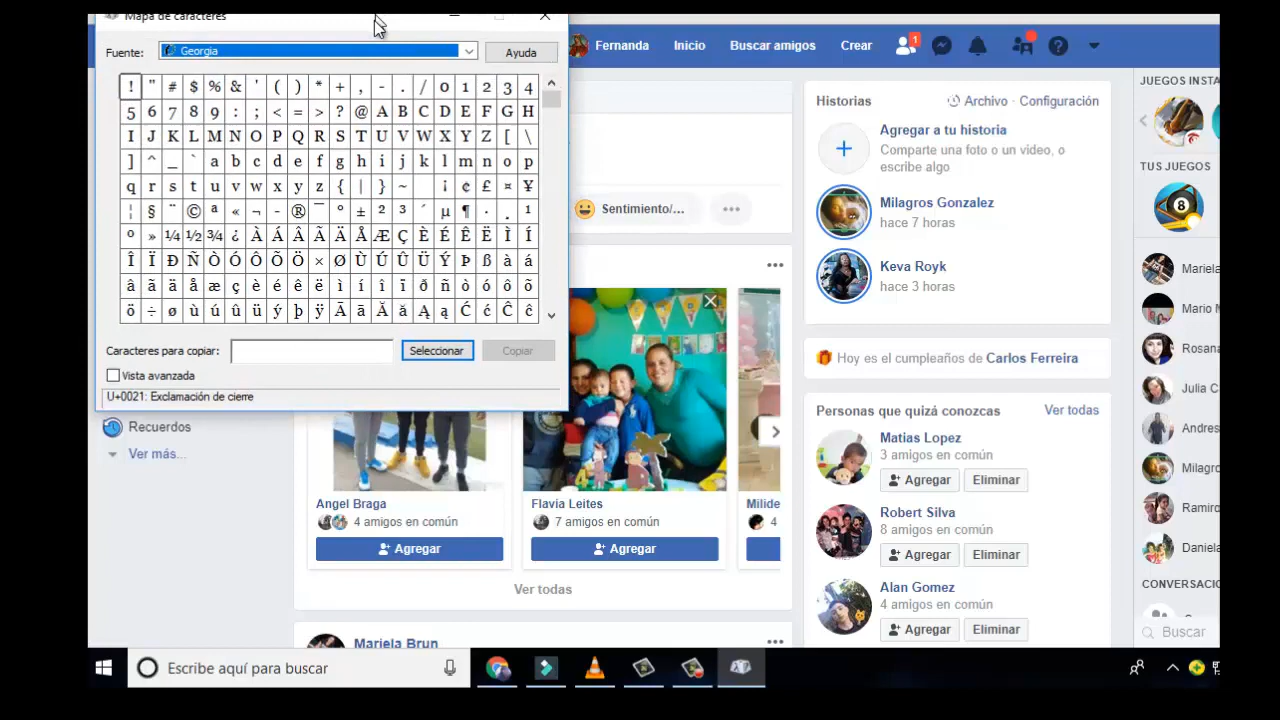 Mapa de caracteres
Fuente: Georgia Ayuda
! " # $ % & ' ( ) * + , - . / 0 1 2 3 4
5 6 7 8 9 : ; < = > ? @ A B C D E F G H
I J K L M N O P Q R S T U V W X Y Z [ \
] ^ _ ` a b c d e f g h i j k l m n o p
q r s t u v w x y z { | } ~ ¡ ¢ £ ¤ ¥
¦ § ¨ © ª « ¬ - ® ¯ ° ± ² ³ ´ µ ¶ · ¸ ¹
º » ¼ ½ ¾ ¿ À Á Â Ã Ä Å Æ Ç È É Ê Ë Ì Í
Î Ï Ð Ñ Ò Ó Ô Õ Ö × Ø Ù Ú Û Ü Ý Þ ß à á
â ã ä å æ ç è é ê ë ì í î ï ð ñ ò ó ô õ
ö ÷ ø ù ú û ü ý þ ÿ Ā ā Ă ă Ą ą Ć ć Ĉ ĉ
Caracteres para copiar: Seleccionar Copiar
Vista avanzada
U+0021: Exclamación de cierre
Fernanda Inicio Buscar amigos Crear 1
Sentimiento/...
Recuerdos
Ver más...
Angel Braga
4 amigos en común
Agregar
Flavia Leites
7 amigos en común
Agregar
Milide
4
Ver todas
Mariela Brun
Historias Archivo · Configuración
Agregar a tu historia
Comparte una foto o un video, o
escribe algo
Milagros Gonzalez
hace 7 horas
Keva Royk
hace 3 horas
Hoy es el cumpleaños de Carlos Ferreira
Personas que quizá conozcas Ver todas
Matias Lopez
3 amigos en común
Agregar Eliminar
Robert Silva
8 amigos en común
Agregar Eliminar
Alan Gomez
4 amigos en común
Agregar Eliminar
JUEGOS INSTA
TUS JUEGOS
8
Mariela
Mario M
Rosana
Julia C
Andres
Milagro
Ramiro
Daniela
CONVERSACIO
Buscar
Escribe aquí para buscar